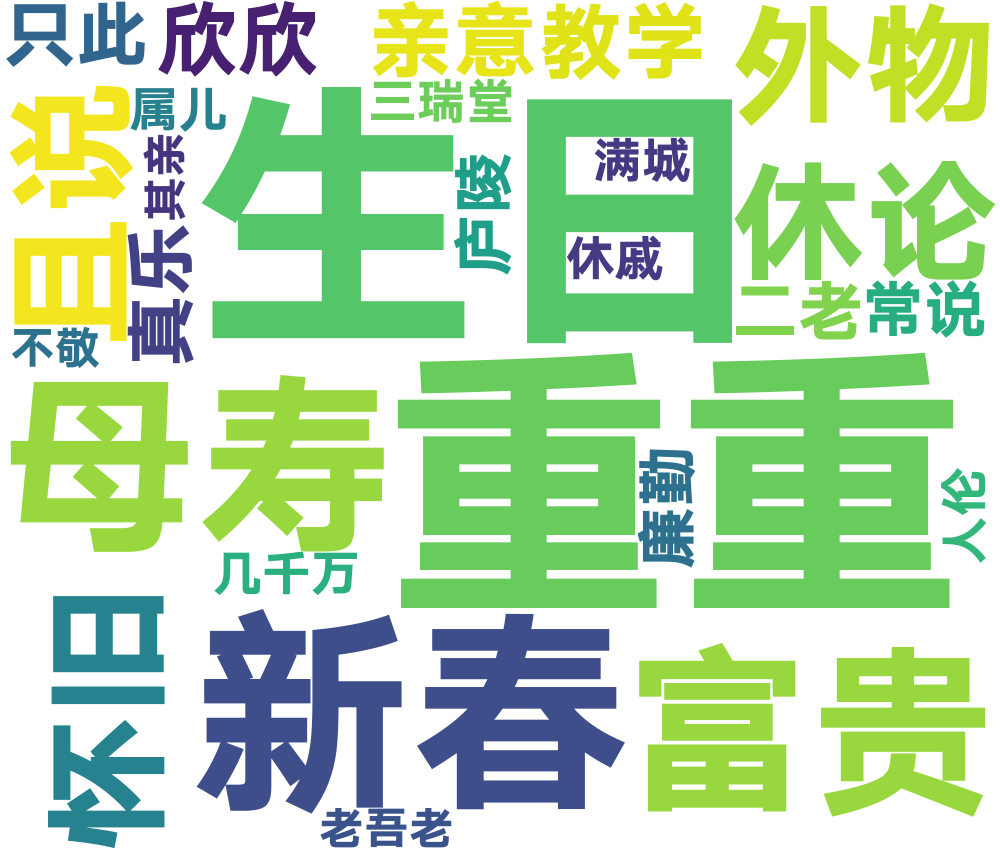 只此
欣欣
亲意
教学
外物
且说
属儿
三瑞堂
其亲
生日
庐陵
满城
休戚
休论
真乐
二老
常说
不敬
母寿
重重
廉勤
人伦
几千万
怀旧
新春
富贵
老吾老